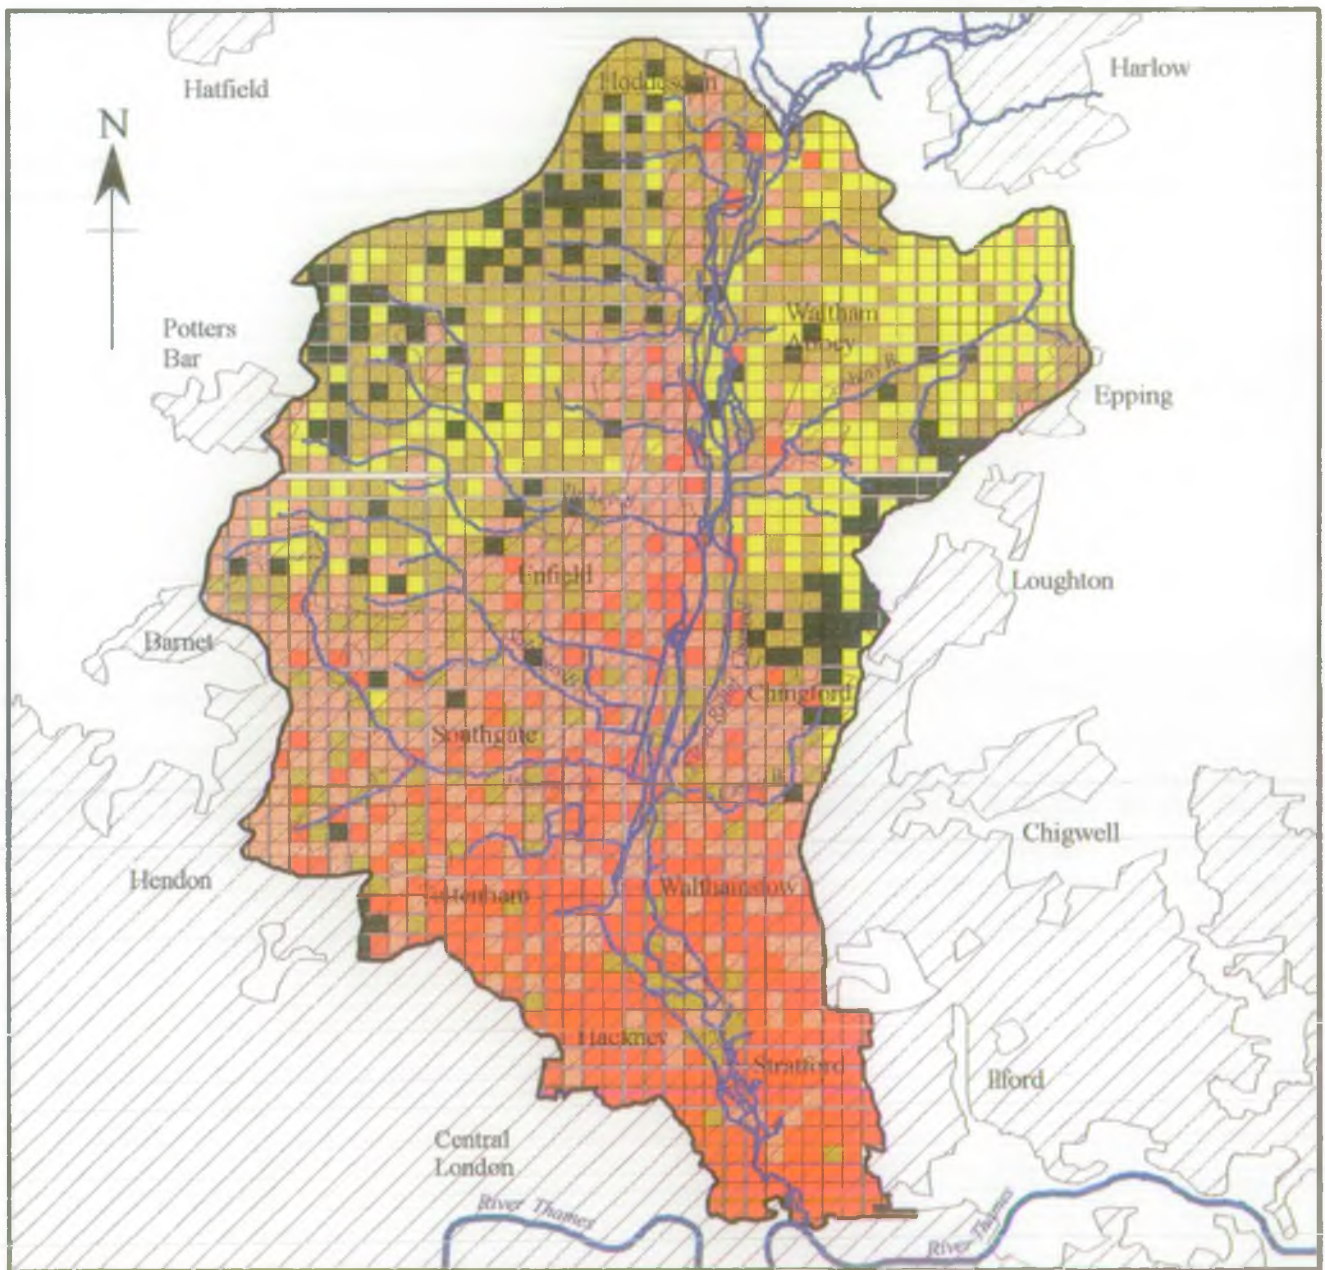 Hoddesdon
Harlow
Hatfield
N
Potters
Bar
Waltham
Abbey
Epping
Enfield
Loughton
Barnet
Chingford
Southgate
Chigwell
Hendon
Tottenham
Walthamstow
Hackney
Stratford
Ilford
Central
London
River Thames
River Thames